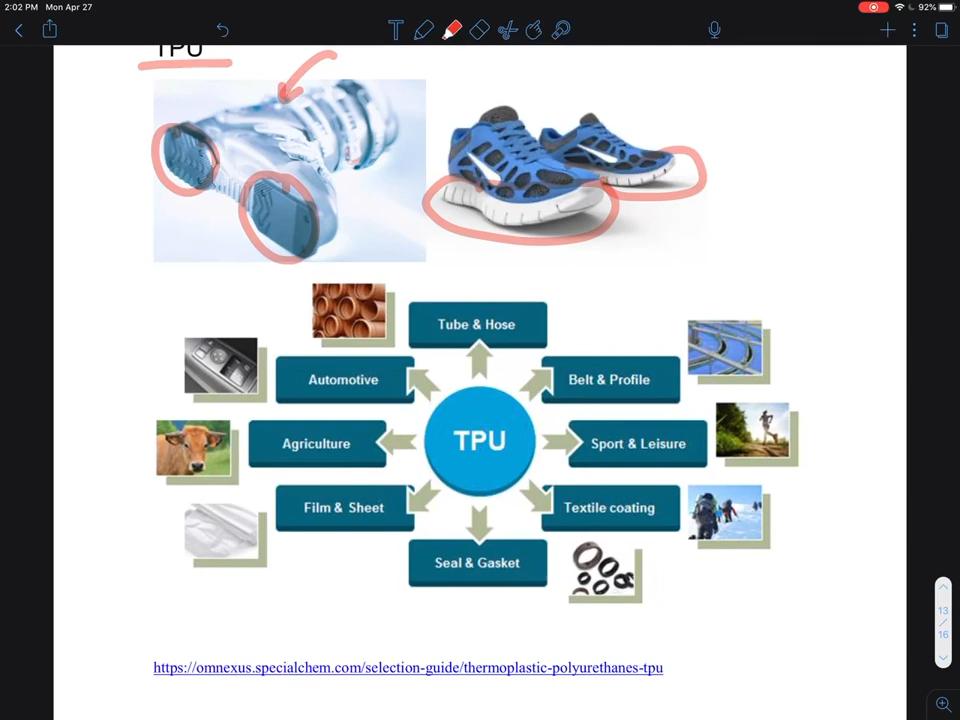 2:02 PM Mon Apr 27
92%
TPU
Tube & Hose
Automotive
Belt & Profile
Agriculture
TPU
Sport & Leisure
Film & Sheet
Textile coating
Seal & Gasket
13
/
16
https://omnexus.specialchem.com/selection-guide/thermoplastic-polyurethanes-tpu